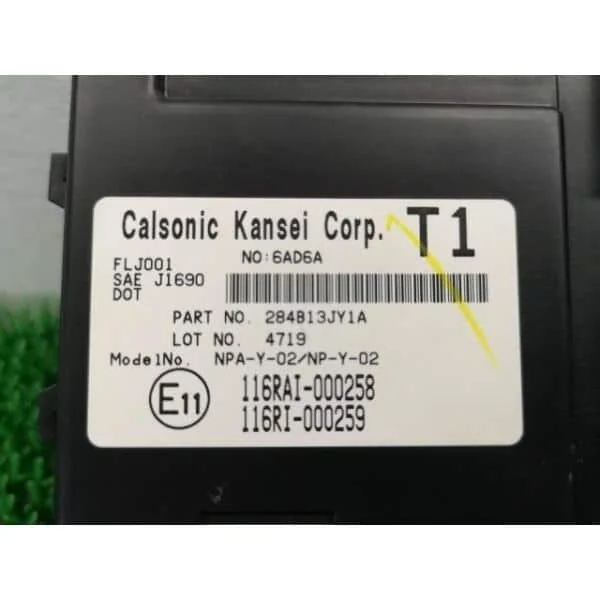 Calsonic Kansei Corp. T1
FLJ001 NO:6AD6A
SAE J1690
DOT
PART NO. 284B13JY1A
LOT NO. 4719
ModelNo. NPA-Y-02/NP-Y-02
E11 116RAI-000258
116RI-000259